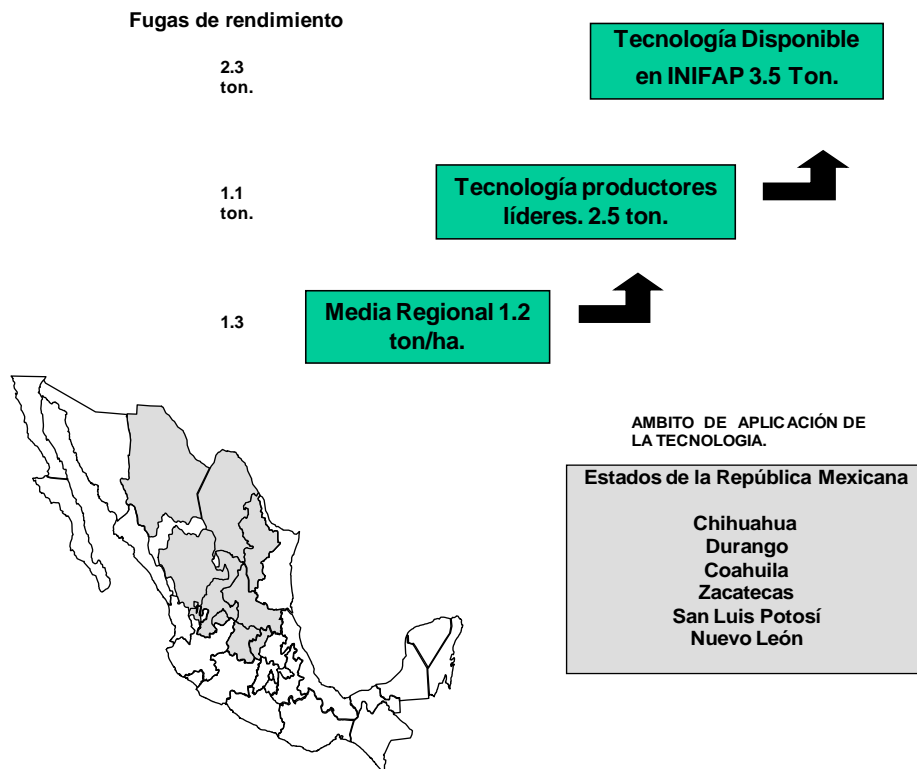 Fugas de rendimiento
2.3
ton.
Tecnología Disponible
en INIFAP 3.5 Ton.
1.1
ton.
Tecnología productores
líderes. 2.5 ton.
1.3
Media Regional 1.2
ton/ha.
AMBITO DE APLICACIÓN DE
LA TECNOLOGIA.
Estados de la República Mexicana
Chihuahua
Durango
Coahuila
Zacatecas
San Luis Potosí
Nuevo León